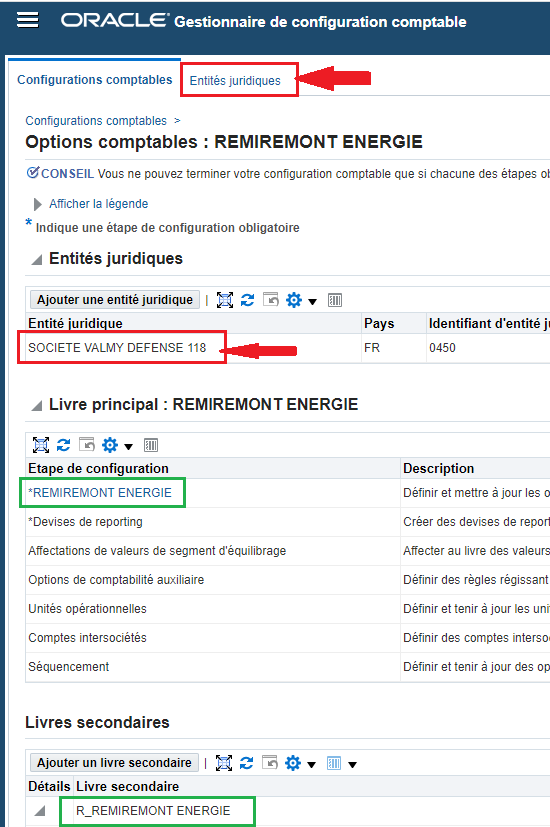 ORACLE® Gestionnaire de configuration comptable
Configurations comptables Entités juridiques
Configurations comptables >
Options comptables : REMIREMONT ENERGIE
CONSEIL Vous ne pouvez terminer votre configuration comptable que si chacune des étapes
Afficher la légende
* Indique une étape de configuration obligatoire
Entités juridiques
Ajouter une entité juridique
Entité juridique Pays Identifiant d'entité
SOCIETE VALMY DEFENSE 118 FR 0450
Livre principal : REMIREMONT ENERGIE
Etape de configuration Description
*REMIREMONT ENERGIE Définir et mettre à jour les
*Devises de reporting Créer des devises de
Affectations de valeurs de segment d'équilibrage Affecter au livre des valeurs
Options de comptabilité auxiliaire Définir des règles régissant
Unités opérationnelles Définir et tenir à jour les
Comptes intersociétés Définir des comptes
Séquencement Définir et tenir à jour des
Livres secondaires
Ajouter un livre secondaire
Détails Livre secondaire
R_REMIREMONT ENERGIE